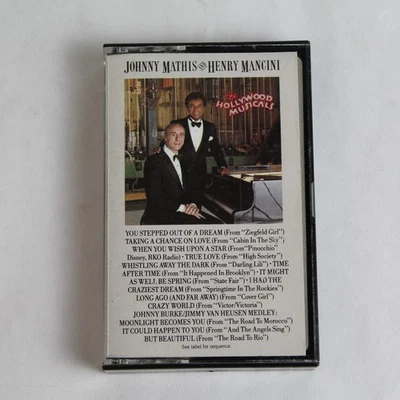 JOHNNY MATHIS AND HENRY MANCINI
THE
HOLLYWOOD
MUSICALS
YOU STEPPED OUT OF A DREAM (From "Ziegfeld Girl")
TAKING A CHANCE ON LOVE (From "Cabin In The Sky")
WHEN YOU WISH UPON A STAR (From "Pinocchio"
Disney, RKO Radio) · TRUE LOVE (From "High Society")
WHISTLING AWAY THE DARK (From "Darling Lili") · TIME
AFTER TIME (From "It Happened In Brooklyn") · IT MIGHT
AS WELL BE SPRING (From "State Fair") · I HAD THE
CRAZIEST DREAM (From "Springtime In The Rockies")
LONG AGO (AND FAR AWAY) (From "Cover Girl")
CRAZY WORLD (From "Victor/Victoria")
JOHNNY BURKE/JIMMY VAN HEUSEN MEDLEY:
MOONLIGHT BECOMES YOU (From "The Road To Morocco")
IT COULD HAPPEN TO YOU (From "And The Angels Sing")
BUT BEAUTIFUL (From "The Road To Rio")
See label for sequence.